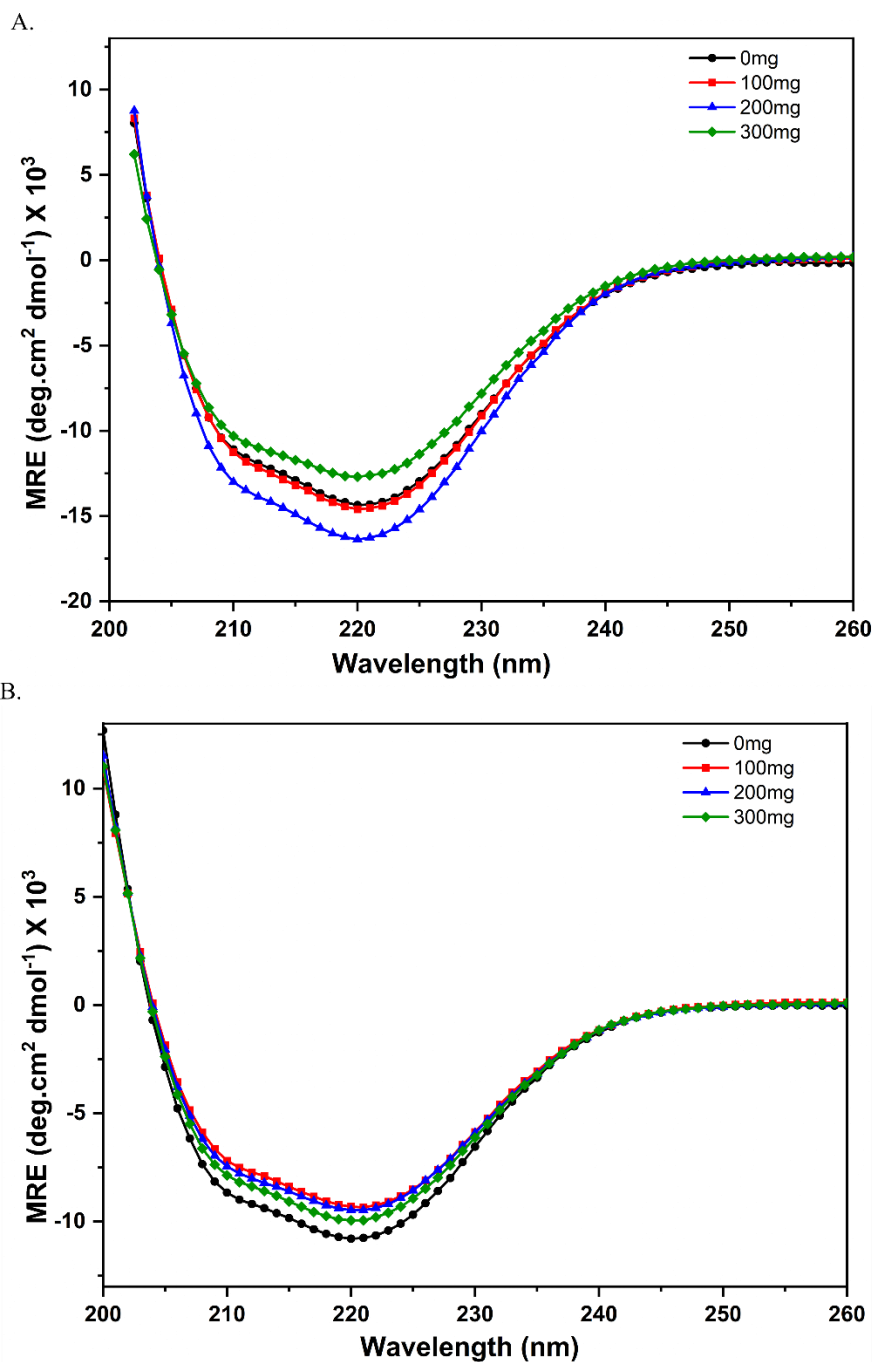 A.
0mg
100mg
200mg
300mg
10
5
0
-5
-10
-15
-20
MRE (deg.cm² dmol⁻¹) X 10³
200 210 220 230 240 250 260
Wavelength (nm)
B.
0mg
100mg
200mg
300mg
10
5
0
-5
-10
MRE (deg.cm² dmol⁻¹) X 10³
200 210 220 230 240 250 260
Wavelength (nm)